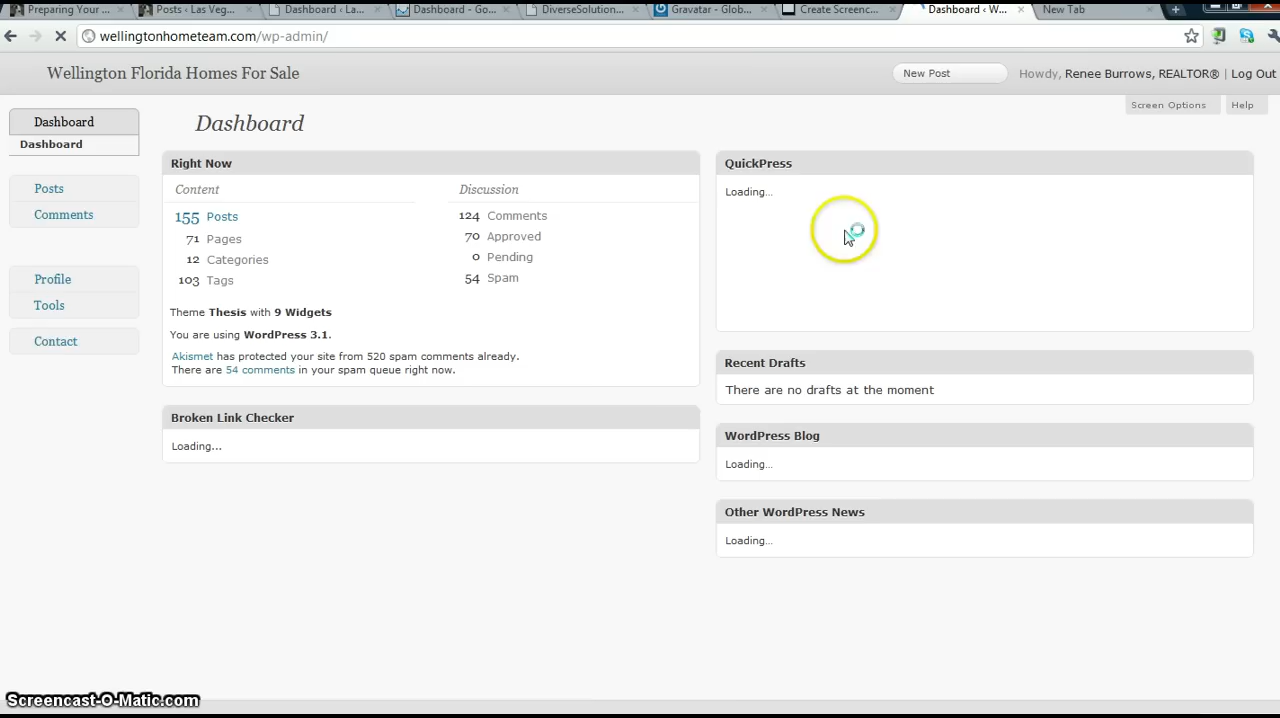 Preparing Your ...
Posts ‹ Las Veg...
Dashboard ‹ La...
Dashboard - Go...
DiverseSolution...
Gravatar - Glob...
Create Screenc...
Dashboard ‹ W...
New Tab
wellingtonhometeam.com/wp-admin/
Wellington Florida Homes For Sale
New Post
Howdy, Renee Burrows, REALTOR® | Log Out
Screen Options
Help
Dashboard
Dashboard
Posts
Comments
Profile
Tools
Contact
Dashboard
Right Now
Content
155 Posts
71 Pages
12 Categories
103 Tags
Discussion
124 Comments
70 Approved
0 Pending
54 Spam
Theme Thesis with 9 Widgets
You are using WordPress 3.1.
Akismet has protected your site from 520 spam comments already.
There are 54 comments in your spam queue right now.
Broken Link Checker
Loading...
QuickPress
Loading...
Recent Drafts
There are no drafts at the moment
WordPress Blog
Loading...
Other WordPress News
Loading...
Screencast-O-Matic.com